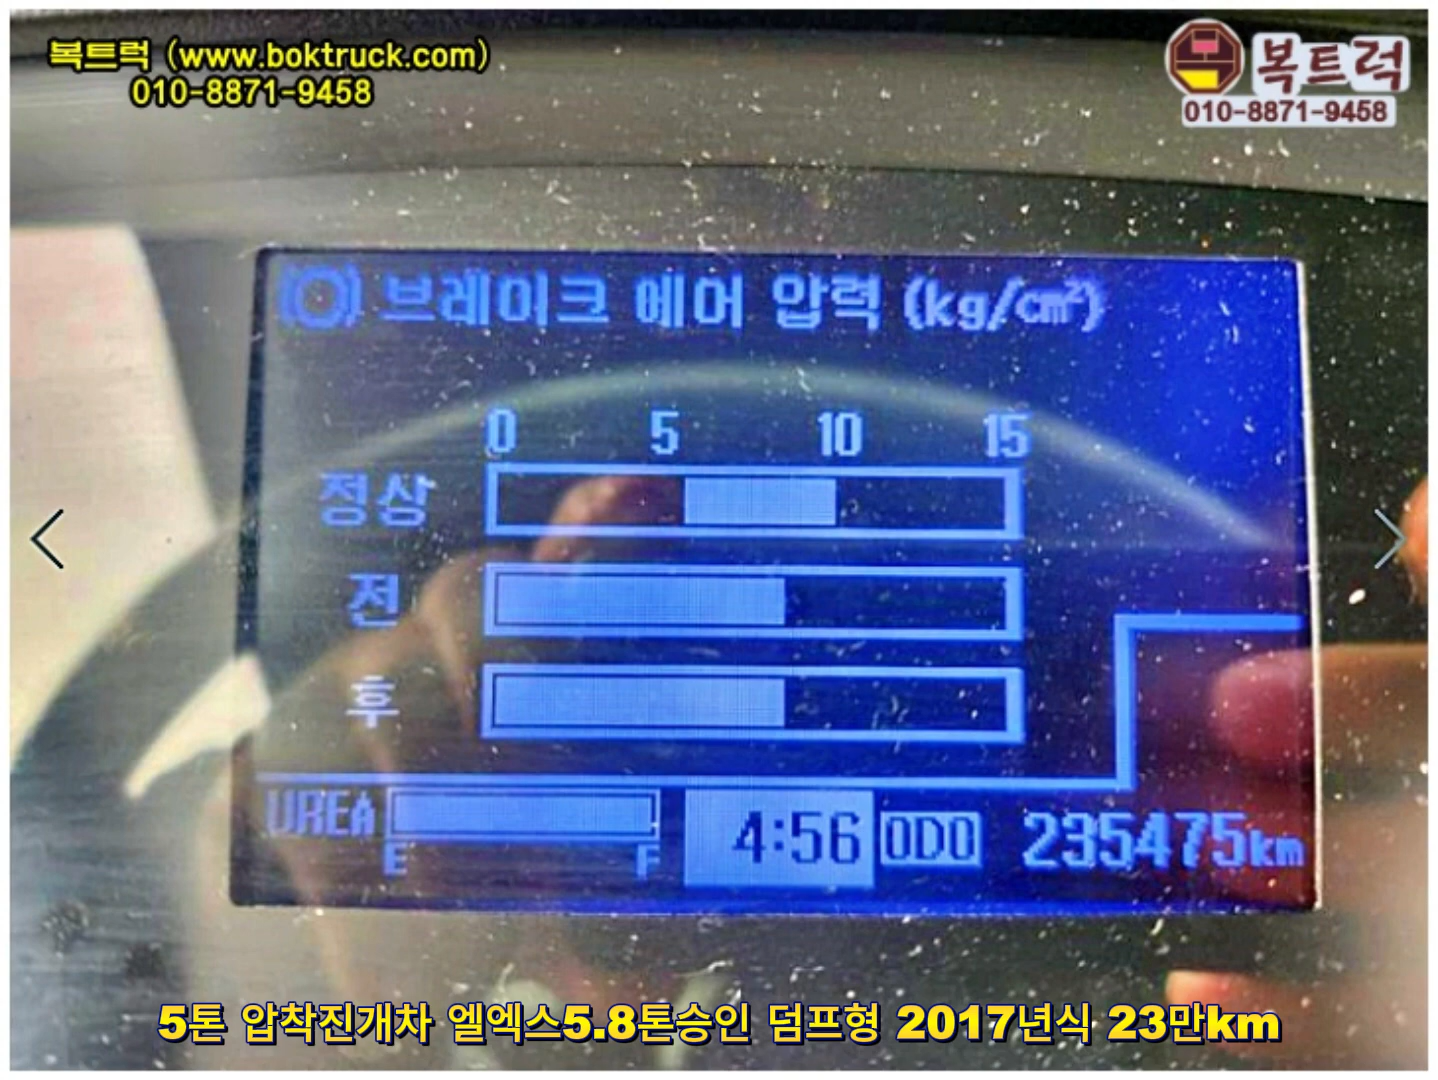 복트럭 (www.boktruck.com)
010-8871-9458
복트럭
010-8871-9458
브레이크 에어 압력 (kg/cm²)
0 5 10 15
정상
전
후
UREA E F 4:56 ODO 235475km
5톤 압착진개차 엘엑스5.8톤승인 덤프형 2017년식 23만km